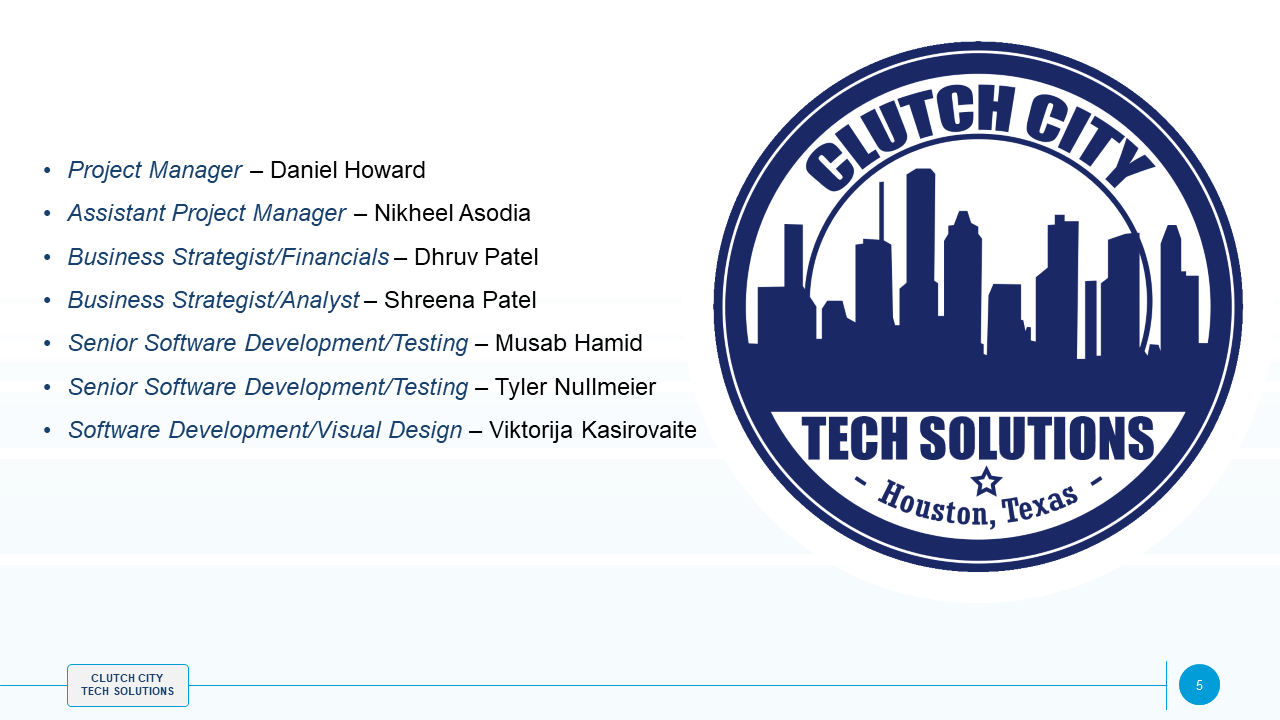 • Project Manager – Daniel Howard
• Assistant Project Manager – Nikheel Asodia
• Business Strategist/Financials – Dhruv Patel
• Business Strategist/Analyst – Shreena Patel
• Senior Software Development/Testing – Musab Hamid
• Senior Software Development/Testing – Tyler Nullmeier
• Software Development/Visual Design – Viktorija Kasirovaite
CLUTCH CITY
TECH SOLUTIONS
- Houston, Texas -
CLUTCH CITY
TECH SOLUTIONS
5